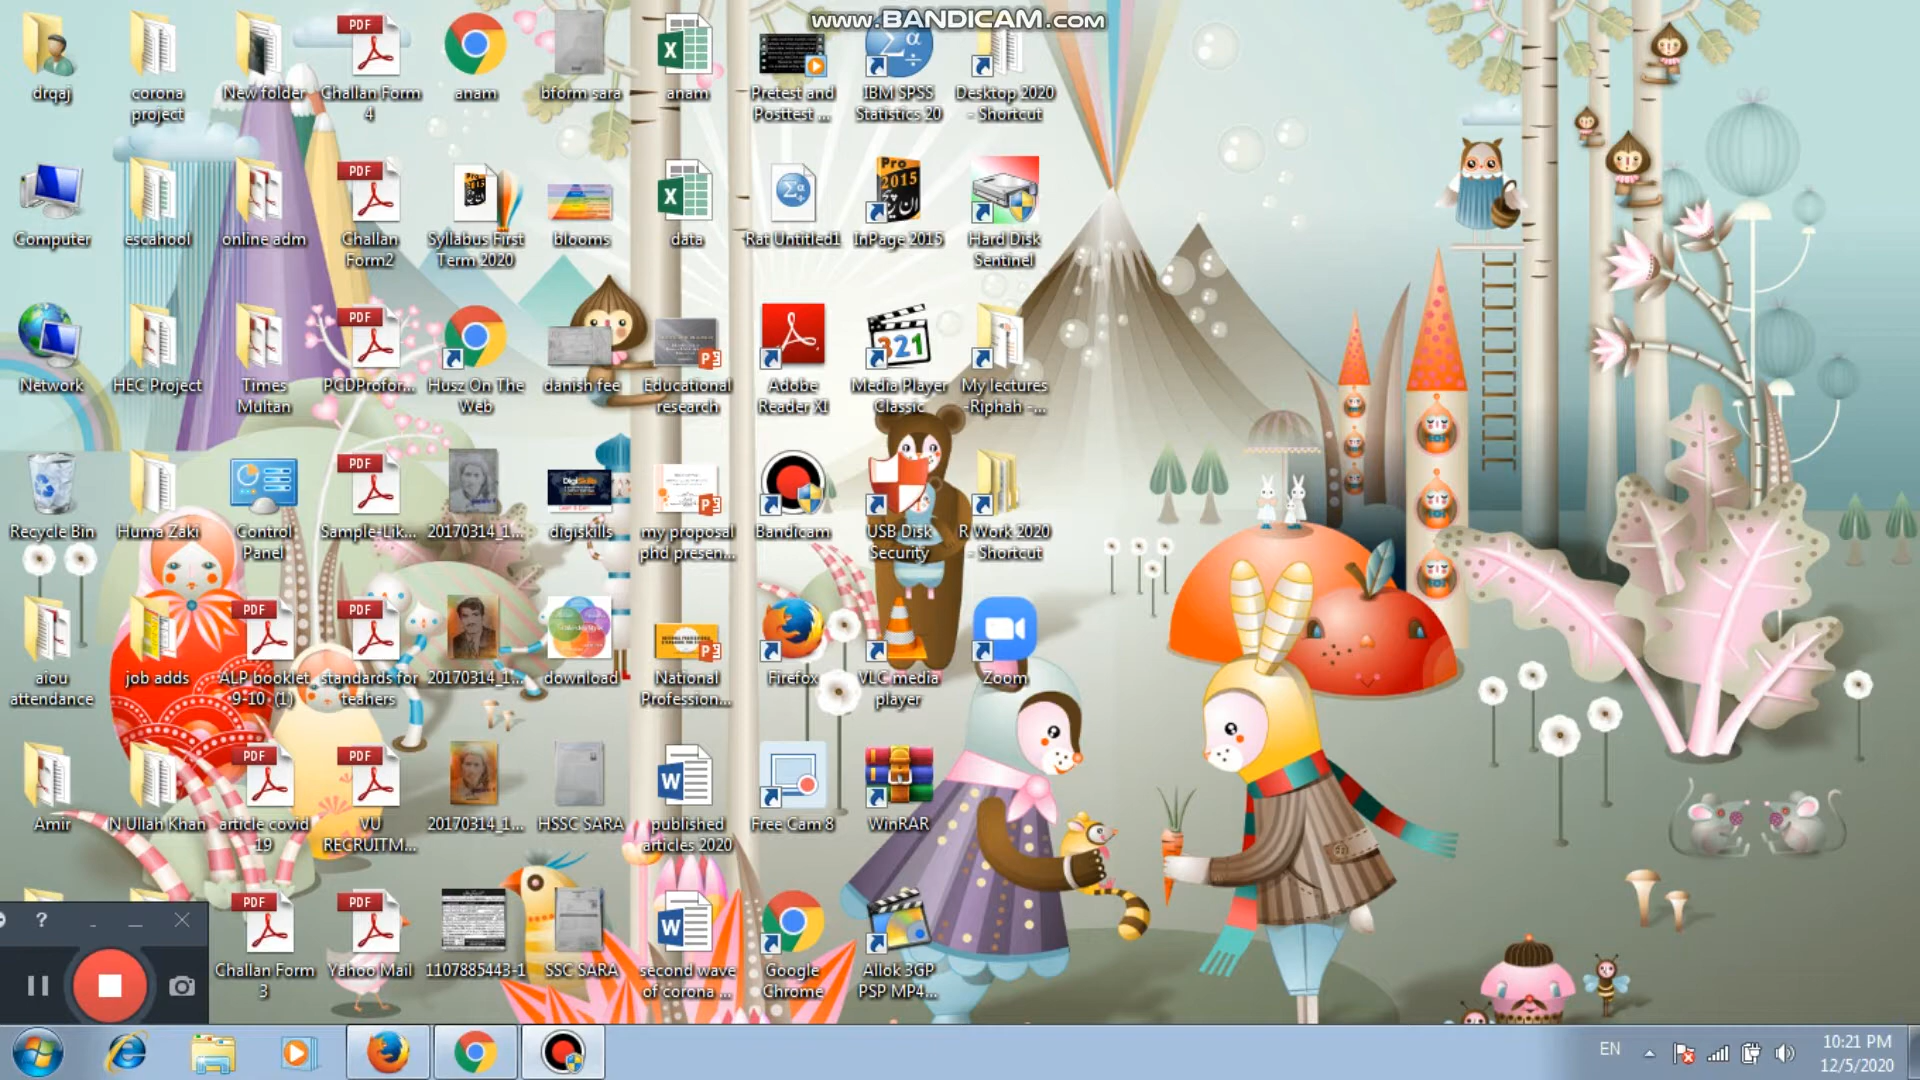 www.BANDICAM.com
drqaj
corona
project
New folder
Challan Form
4
anam
bform sara
anam
Pretest and
Posttest ...
IBM SPSS
Statistics 20
Desktop 2020
- Shortcut
Computer
escahool
online adm
Challan
Form2
Syllabus First
Term 2020
blooms
data
Rat Untitled1
InPage 2015
Hard Disk
Sentinel
Network
HEC Project
Times
Multan
PCDProfor...
Husz On The
Web
danish fee
Educational
research
Adobe
Reader XI
Media Player
Classic
My lectures
-Riphah -...
Recycle Bin
Huma Zaki
Control
Panel
Sample-Lik...
20170314_1...
digiskills
my proposal
phd presen...
Bandicam
USB Disk
Security
R Work 2020
- Shortcut
aiou
attendance
job adds
ALP booklet
9-10 (1)
standards for
teahers
20170314_1...
download
National
Profession...
Firefox
VLC media
player
Zoom
Amir
N Ullah Khan
article covid
19
VU
RECRUITM...
20170314_1...
HSSC SARA
published
articles 2020
Free Cam 8
WinRAR
Challan Form
3
Yahoo Mail
1107885443-1
SSC SARA
second wave
of corona ...
Google
Chrome
Allok 3GP
PSP MP4...
EN
10:21 PM
12/5/2020